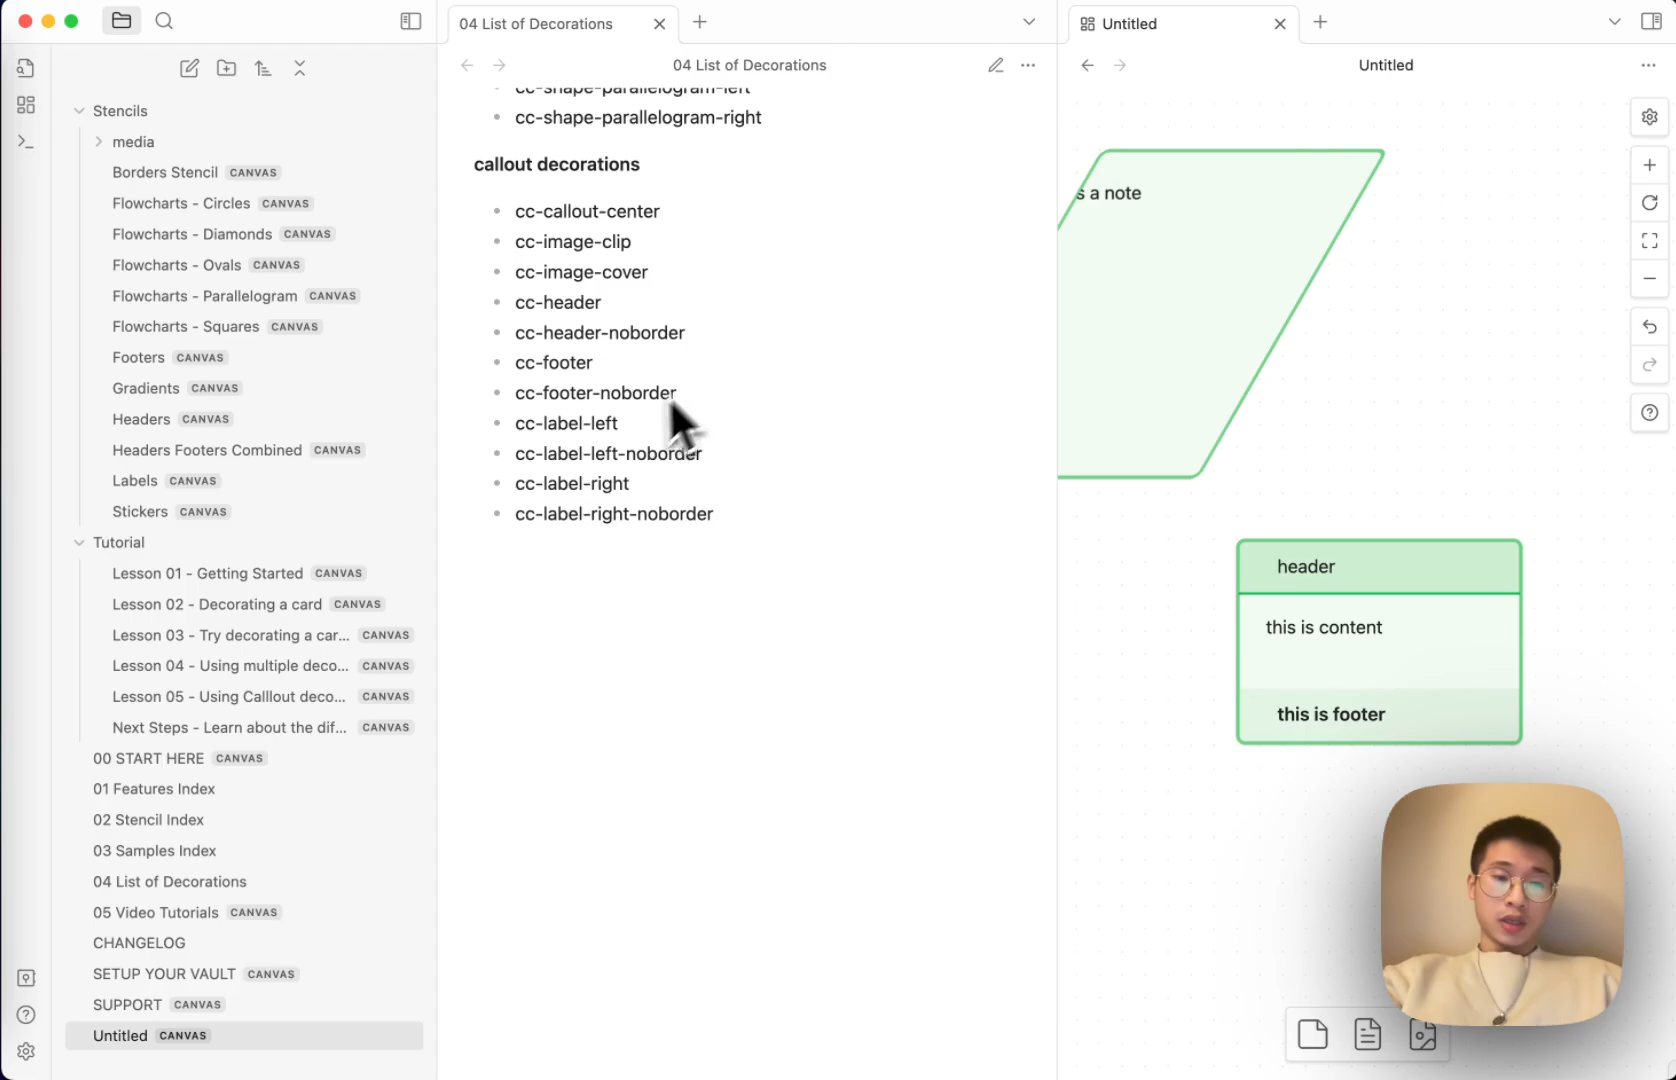 04 List of Decorations
Untitled
04 List of Decorations
Untitled
Stencils
media
Borders Stencil CANVAS
Flowcharts - Circles CANVAS
Flowcharts - Diamonds CANVAS
Flowcharts - Ovals CANVAS
Flowcharts - Parallelogram CANVAS
Flowcharts - Squares CANVAS
Footers CANVAS
Gradients CANVAS
Headers CANVAS
Headers Footers Combined CANVAS
Labels CANVAS
Stickers CANVAS
Tutorial
Lesson 01 - Getting Started CANVAS
Lesson 02 - Decorating a card CANVAS
Lesson 03 - Try decorating a car... CANVAS
Lesson 04 - Using multiple deco... CANVAS
Lesson 05 - Using Calllout deco... CANVAS
Next Steps - Learn about the dif... CANVAS
00 START HERE CANVAS
01 Features Index
02 Stencil Index
03 Samples Index
04 List of Decorations
05 Video Tutorials CANVAS
CHANGELOG
SETUP YOUR VAULT CANVAS
SUPPORT CANVAS
Untitled CANVAS
cc-shape-parallelogram-left
cc-shape-parallelogram-right
callout decorations
cc-callout-center
cc-image-clip
cc-image-cover
cc-header
cc-header-noborder
cc-footer
cc-footer-noborder
cc-label-left
cc-label-left-noborder
cc-label-right
cc-label-right-noborder
s a note
header
this is content
this is footer